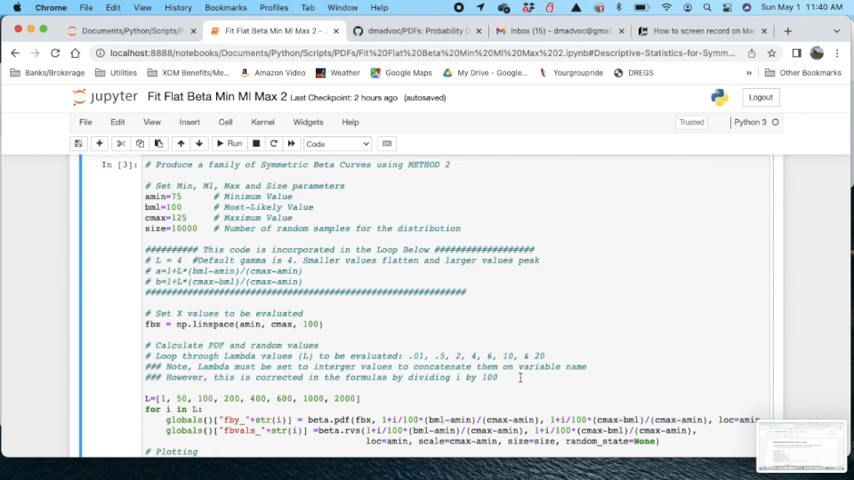 Chrome File Edit View History Bookmarks Profiles Tab Window Help Sun May 1 11:40 AM
Documents/Python/Scripts/P Fit Flat Beta Min Ml Max 2 - J dmadvoc/PDFs: Probability D Inbox (15) - dmadvoc@gmail How to screen record on Mac
localhost:8888/notebooks/Documents/Python/Scripts/PDFs/Fit%20Flat%20Beta%20Min%20Ml%20Max%202.ipynb#Descriptive-Statistics-for-Symm...
Banks/Brokerage Utilities XOM Benefits/Me... Amazon Video Weather Google Maps My Drive - Google... Yourgroupride DREGS » Other Bookmarks
jupyter Fit Flat Beta Min Ml Max 2 Last Checkpoint: 2 hours ago (autosaved) Logout
File Edit View Insert Cell Kernel Widgets Help Trusted Python 3
Run Code
In [3]: # Produce a family of Symmetric Beta Curves using METHOD 2
# Set Min, Ml, Max and Size parameters
amin=75 # Minimum Value
bml=100 # Most-Likely Value
cmax=125 # Maximum Value
size=10000 # Number of random samples for the distribution
########## This code is incorporated in the Loop Below ###################
# L = 4 #Default gamma is 4. Smaller values flatten and larger values peak
# a=1+L*(bml-amin)/(cmax-amin)
# b=1+L*(cmax-bml)/(cmax-amin)
#############################################################
# Set X values to be evaluated
fbx = np.linspace(amin, cmax, 100)
# Calculate PDF and random values
# Loop through Lambda values (L) to be evaluated: .01, .5, 2, 4, 6, 10, & 20
### Note, Lambda must be set to interger values to concatenate them on variable name
### However, this is corrected in the formulas by dividing i by 100
L=[1, 50, 100, 200, 400, 600, 1000, 2000]
for i in L:
globals()["fby_"+str(i)] = beta.pdf(fbx, 1+i/100*(bml-amin)/(cmax-amin), 1+i/100*(cmax-bml)/(cmax-amin), loc=amin,
globals()["fbvals_"+str(i)] =beta.rvs(1+i/100*(bml-amin)/(cmax-amin), 1+i/100*(cmax-bml)/(cmax-amin),
loc=amin, scale=cmax-amin, size=size, random_state=None)
# Plotting